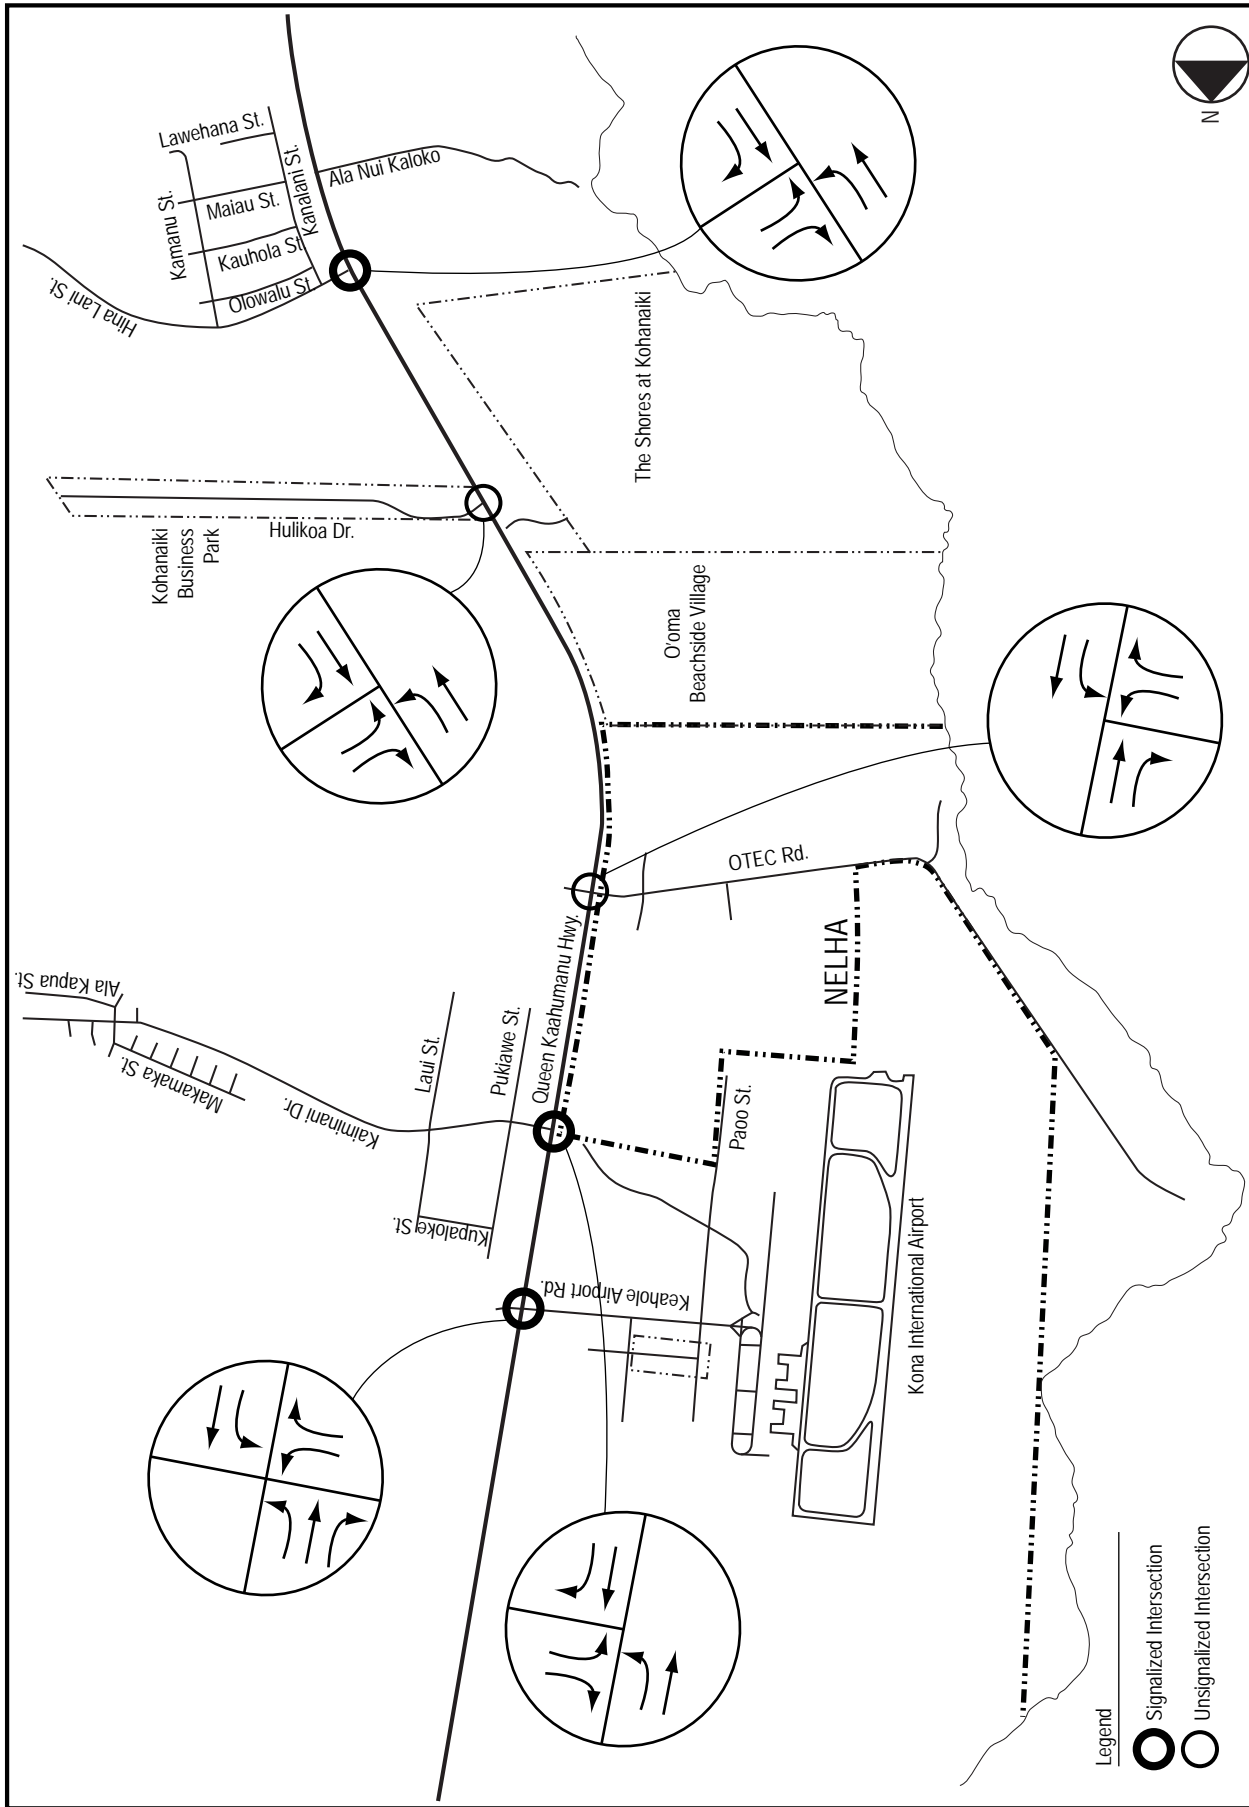 Lawehana St.
Kamanu St.
Maiau St.
Kanalani St.
Ala Nui Kaloko
Kauhola St
Olowalu St
Hina Lani St.
N
The Shores at Kohanaiki
Kohanaiki
Business
Park
Hulikoa Dr.
O'oma
Beachside Village
OTEC Rd.
NELHA
Queen Kaahumanu Hwy.
Ala Kapua St.
Makamaka St.
Kaiminani Dr.
Laui St.
Pukiawe St.
Kupaloke St.
Paoo St.
Keahole Airport Rd.
Kona International Airport
Legend
Signalized Intersection
Unsignalized Intersection